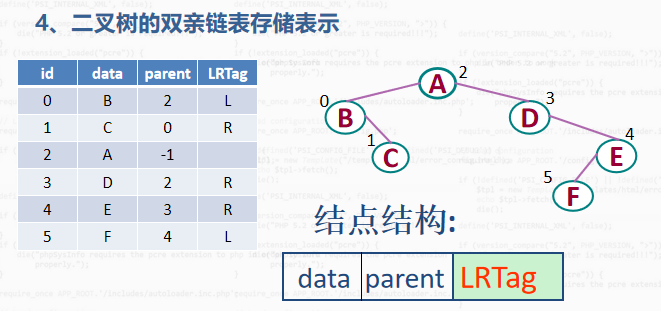 4、二叉树的双亲链表存储表示
id data parent LRTag
0 B 2 L
1 C 0 R
2 A -1
3 D 2 R
4 E 3 R
5 F 4 L
A 2
0 B
D 3
1 C
E 4
5 F
结点结构:
data parent LRTag